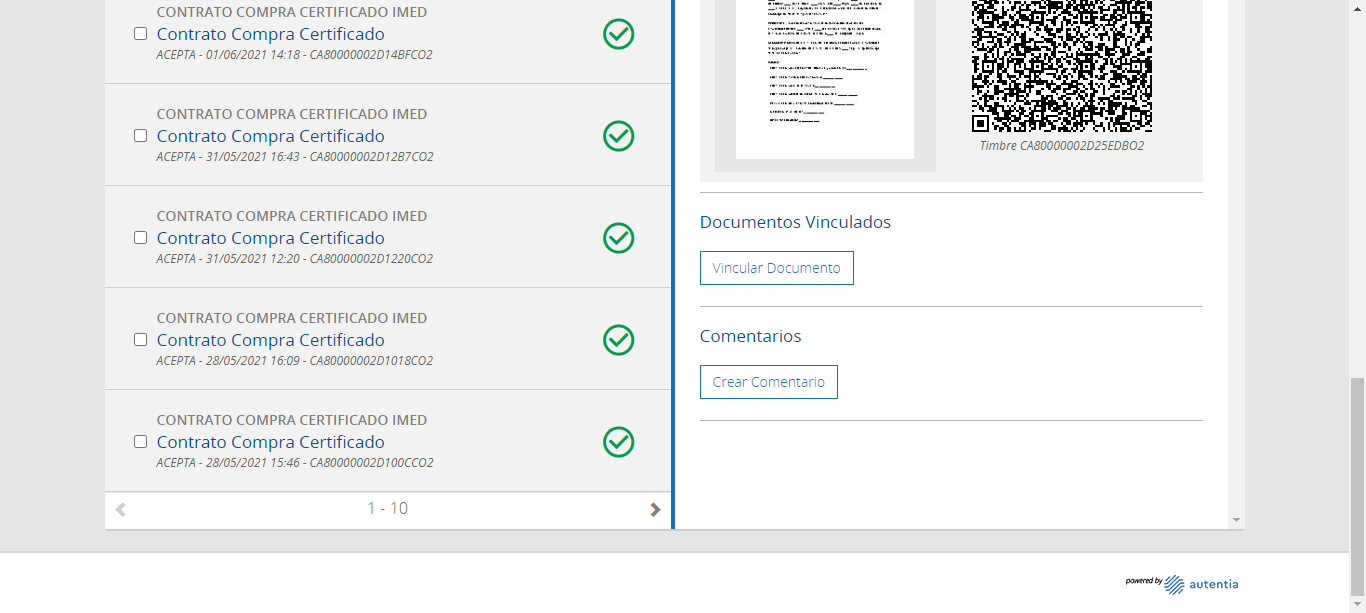 CONTRATO COMPRA CERTIFICADO IMED
Contrato Compra Certificado
ACEPTA - 01/06/2021 14:18 - CA80000002D14BFCO2
CONTRATO COMPRA CERTIFICADO IMED
Contrato Compra Certificado
ACEPTA - 31/05/2021 16:43 - CA80000002D12B7CO2
CONTRATO COMPRA CERTIFICADO IMED
Contrato Compra Certificado
ACEPTA - 31/05/2021 12:20 - CA80000002D1220CO2
CONTRATO COMPRA CERTIFICADO IMED
Contrato Compra Certificado
ACEPTA - 28/05/2021 16:09 - CA80000002D1018CO2
CONTRATO COMPRA CERTIFICADO IMED
Contrato Compra Certificado
ACEPTA - 28/05/2021 15:46 - CA80000002D100CCO2
1 - 10
Timbre CA80000002D25EDBO2
Documentos Vinculados
Vincular Documento
Comentarios
Crear Comentario
powered by autentia